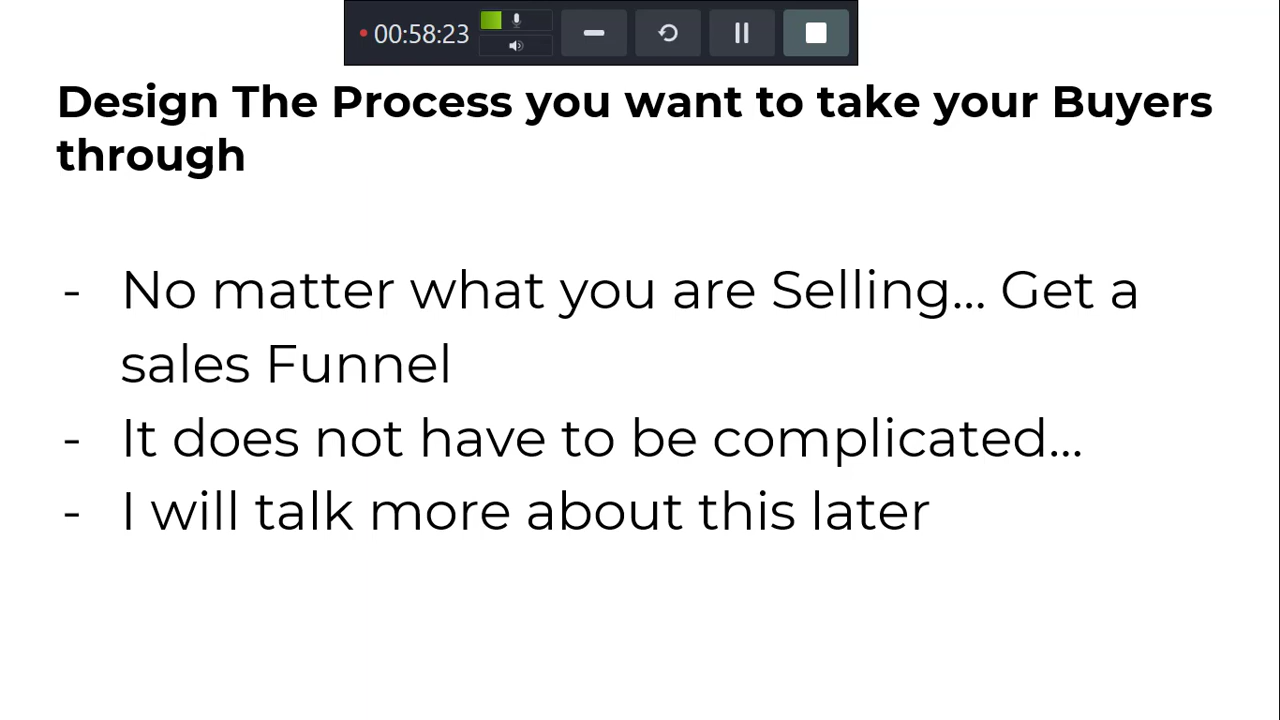 00:58:23
Design The Process you want to take your Buyers
through
- No matter what you are Selling... Get a
sales Funnel
- It does not have to be complicated...
- I will talk more about this later